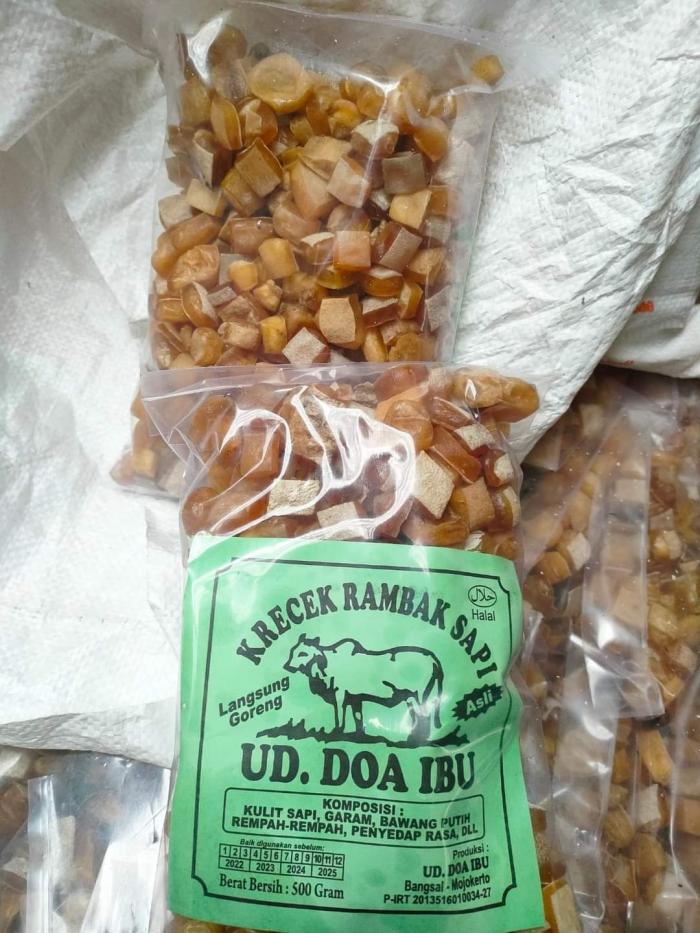 KRECEK RAMBAK SAPI
حلال
Halal
Langsung
Goreng
Asli
UD. DOA IBU
KOMPOSISI :
KULIT SAPI, GARAM, BAWANG PUTIH
REMPAH-REMPAH, PENYEDAP RASA, DLL
Baik digunakan sebelum:
1 2 3 4 5 6 7 8 9 10 11 12
2022 2023 2024 2025
Berat Bersih : 500 Gram
Produksi :
UD. DOA IBU
Bangsal - Mojokerto
P-IRT 2013516010034-27